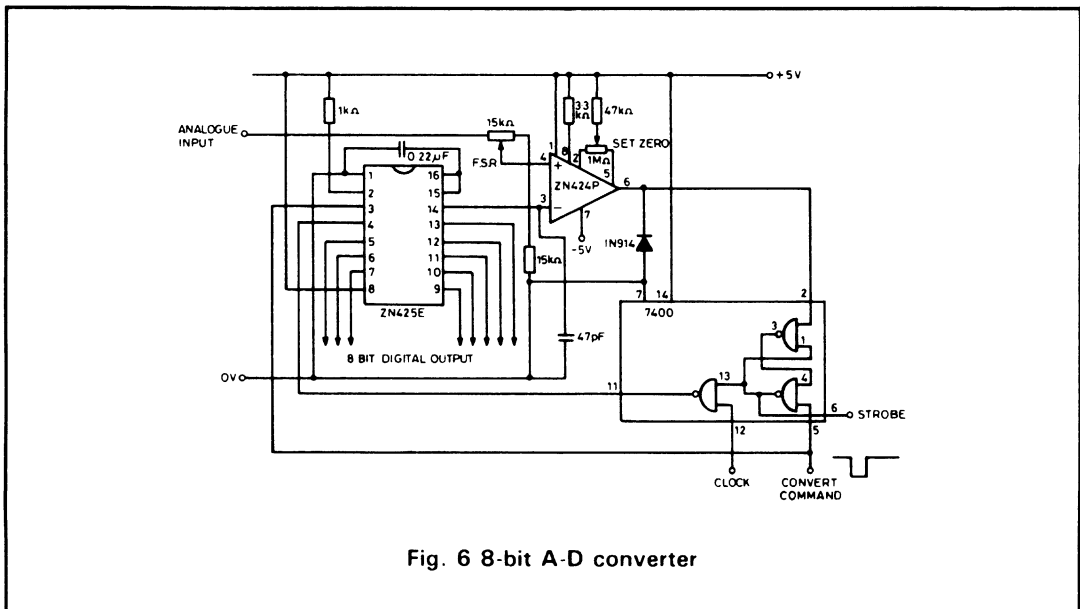 +5V
1kΩ
33
kΩ
47kΩ
15kΩ
SET ZERO
ANALOGUE
INPUT
0.22µF
F.S.R
1
8
2
1MΩ
5
4
+
ZN424P
6
3
−
7
-5V
1 16
2 15
3 14
4 13
5 12
6 11
7 10
8 9
ZN425E
IN914
15kΩ
7 14
7400
2
3
1
8 BIT DIGITAL OUTPUT
47pF
0V
11
13
4
6
STROBE
12
5
CLOCK
CONVERT
COMMAND
Fig. 6 8-bit A-D converter